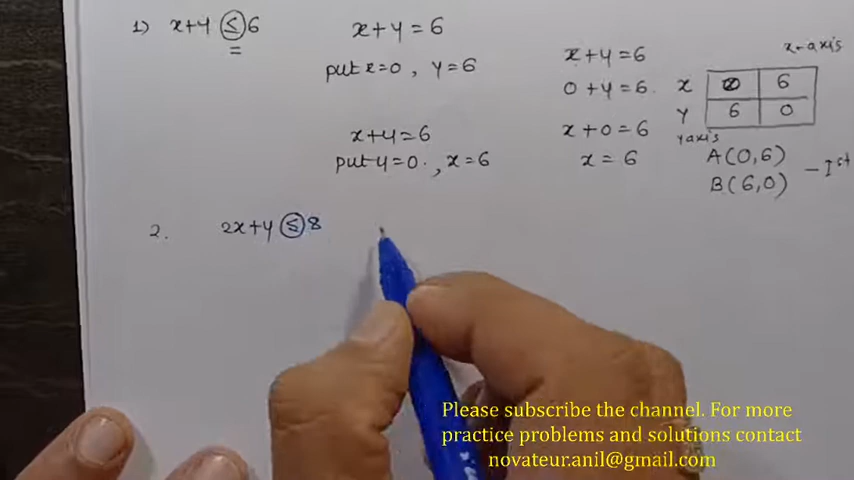 1) x+y ≤ 6
x+y = 6
put x=0 , y=6
x+y=6
put y=0 , x=6
x+y=6
0+y=6
x+0=6
x = 6
x-axis
x 0 6
y 6 0
y axis
A(0,6)
B(6,0)
- Ist
2. 2x+y ≤ 8
Please subscribe the channel. For more
practice problems and solutions contact
novateur.anil@gmail.com